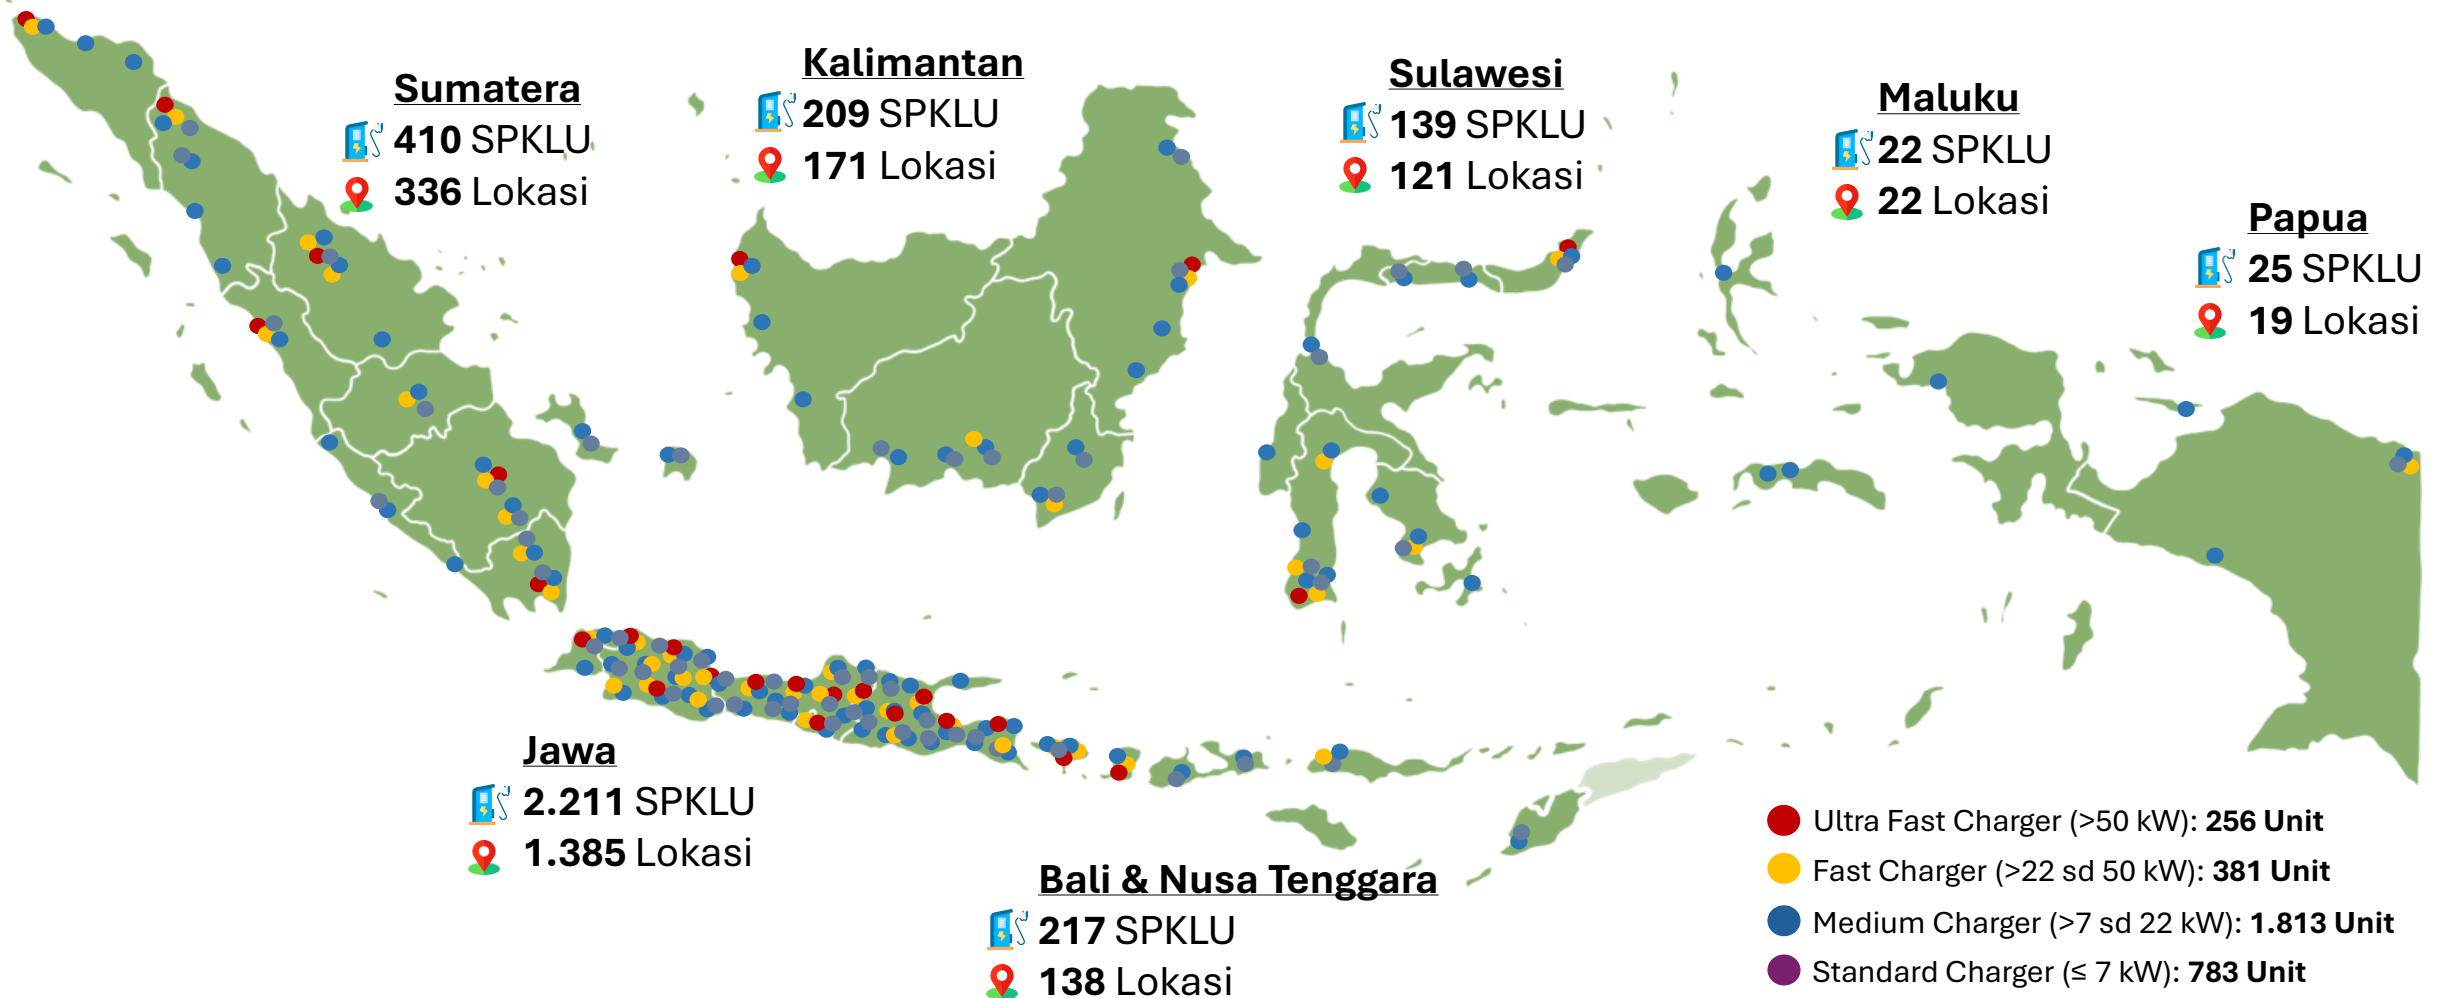 Sumatera
410 SPKLU
336 Lokasi
Kalimantan
209 SPKLU
171 Lokasi
Sulawesi
139 SPKLU
121 Lokasi
Maluku
22 SPKLU
22 Lokasi
Papua
25 SPKLU
19 Lokasi
Jawa
2.211 SPKLU
1.385 Lokasi
Bali & Nusa Tenggara
217 SPKLU
138 Lokasi
Ultra Fast Charger (>50 kW): 256 Unit
Fast Charger (>22 sd 50 kW): 381 Unit
Medium Charger (>7 sd 22 kW): 1.813 Unit
Standard Charger (≤ 7 kW): 783 Unit